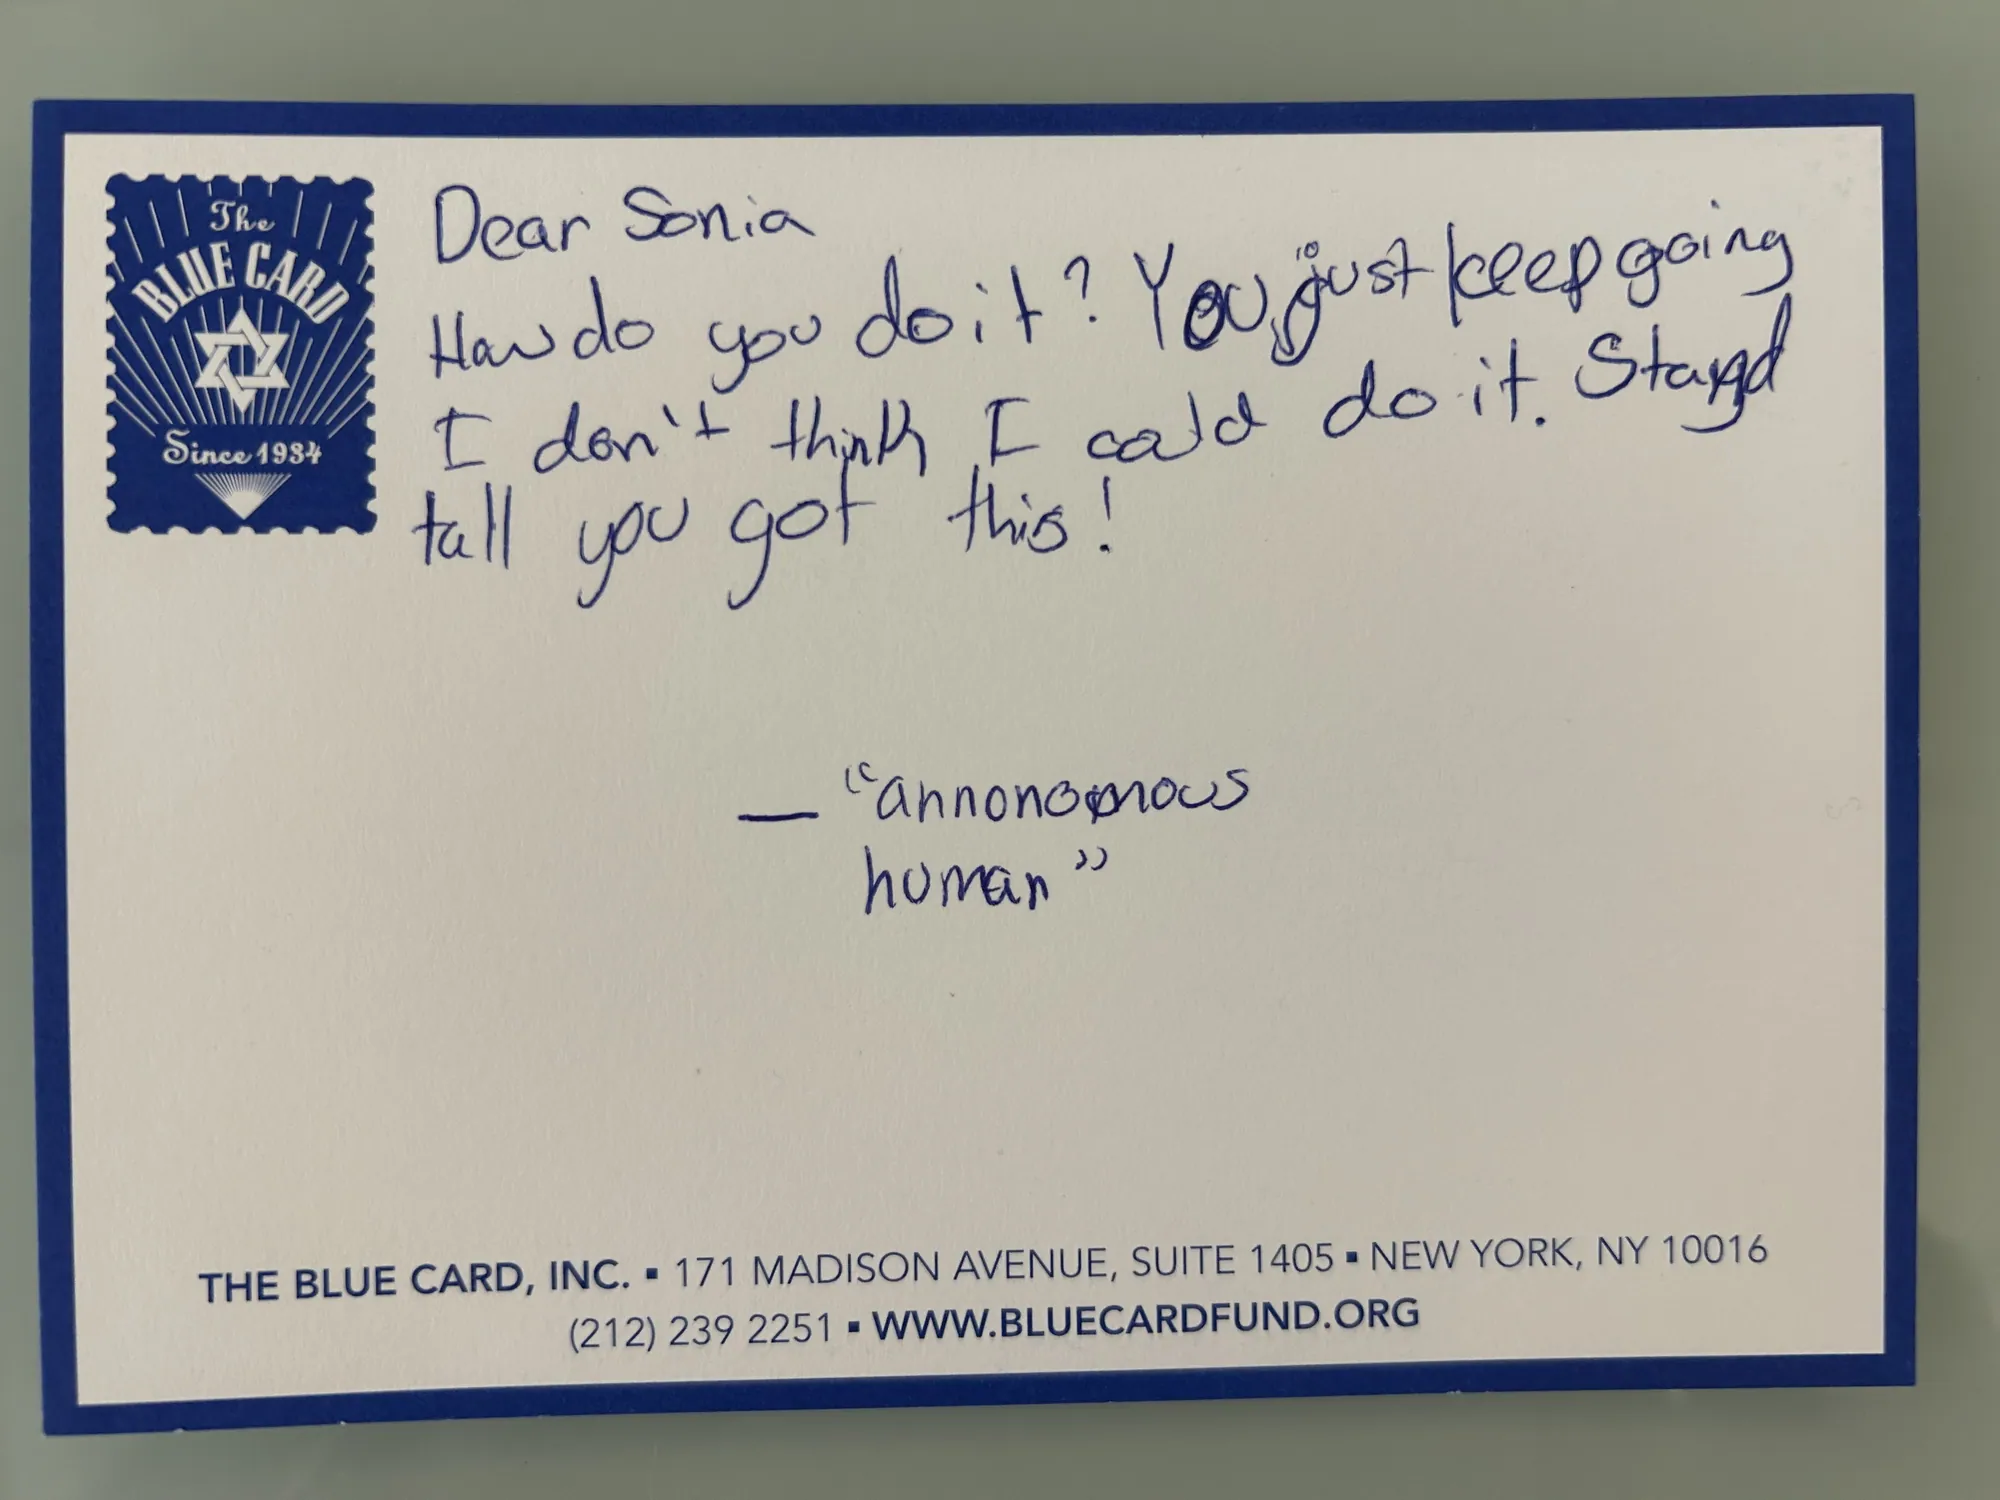 The
BLUE CARD
Since 1934
Dear Sonia
How do you do it? You just keep going
I don't think I could do it. Stand
tall you got this!
— "annonomous
human"
THE BLUE CARD, INC. ▪ 171 MADISON AVENUE, SUITE 1405 ▪ NEW YORK, NY 10016
(212) 239 2251 ▪ WWW.BLUECARDFUND.ORG